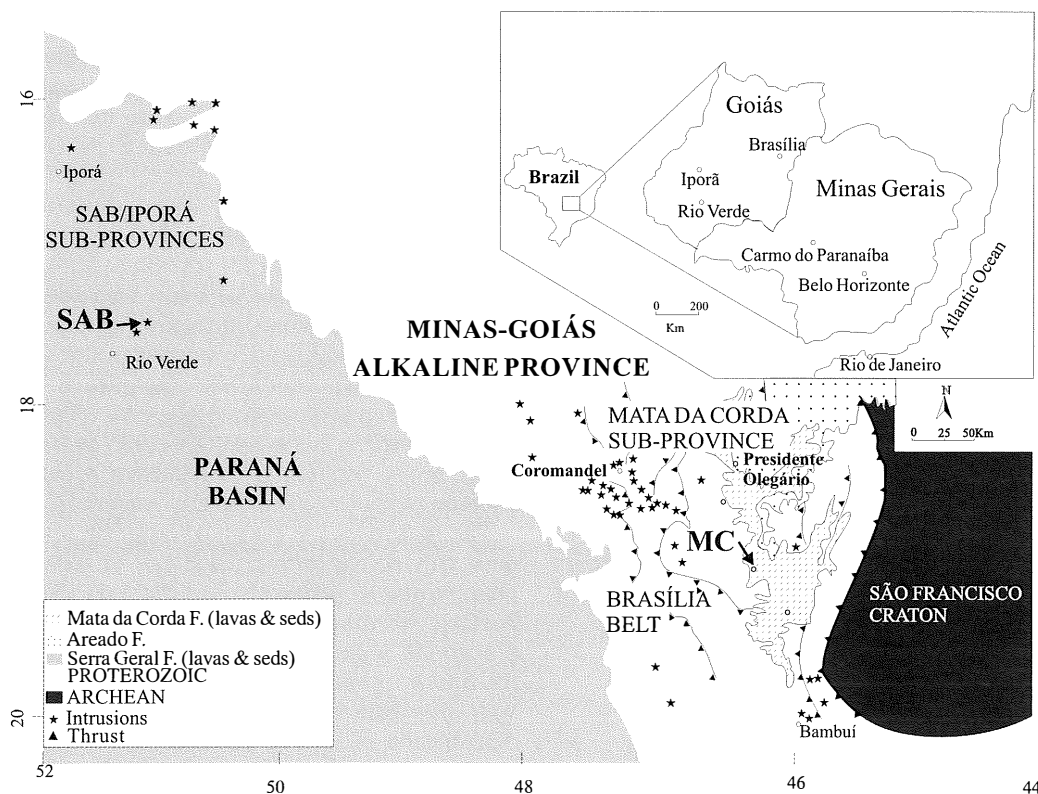 16
18
20
52
50
48
46
44
Iporá
SAB/IPORÁ
SUB-PROVINCES
SAB
Rio Verde
PARANÁ
BASIN
MINAS-GOIÁS
ALKALINE PROVINCE
Brazil
Goiás
Brasília
Iporã
Rio Verde
Minas Gerais
Carmo do Paranaíba
Belo Horizonte
0 200
Km
Atlantic Ocean
Rio de Janeiro
N
0 25 50Km
MATA DA CORDA
SUB-PROVINCE
Coromandel
Presidente
Olegário
MC
BRASÍLIA
BELT
SÃO FRANCISCO
CRATON
Bambuí
Mata da Corda F. (lavas & seds)
Areado F.
Serra Geral F. (lavas & seds)
PROTEROZOIC
ARCHEAN
Intrusions
Thrust